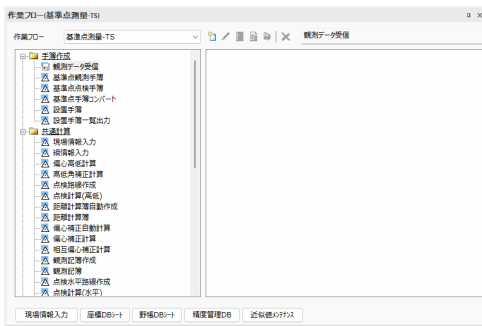 作業フロー(基準点測量-TS)
作業フロー 基準点測量-TS 観測データ受信
手簿作成
観測データ受信
基準点観測手簿
基準点点検手簿
基準点手簿コンバート
設置手簿
設置手簿一覧出力
共通計算
現場情報入力
網情報入力
偏心高低計算
高低角補正計算
点検路線作成
点検計算(高低)
距離計算簿自動作成
距離計算簿
偏心補正自動計算
偏心補正計算
相互偏心補正計算
観測記簿作成
観測記簿
点検水平路線作成
点検計算(水平)
現場情報入力 座標DBシート 野帳DBシート 精度管理DB 近似値メンテナンス